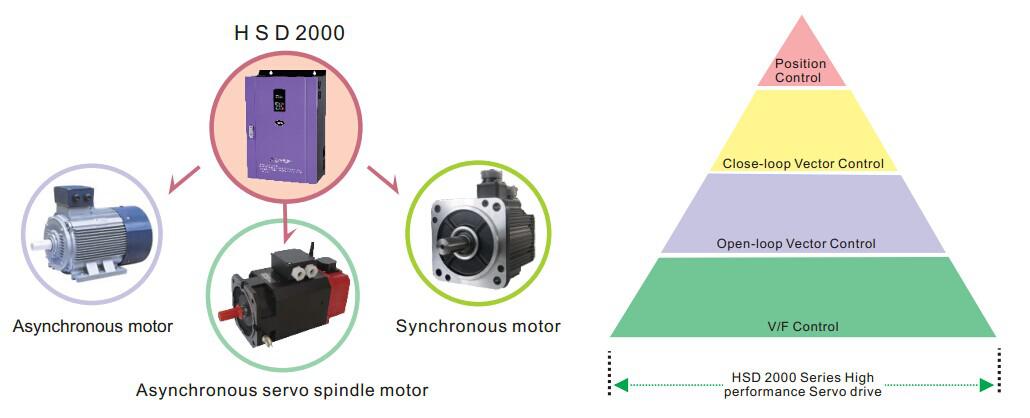 H S D 2000
Asynchronous motor
Asynchronous servo spindle motor
Synchronous motor
Position
Control
Close-loop Vector Control
Open-loop Vector Control
V/F Control
HSD 2000 Series High
performance Servo drive